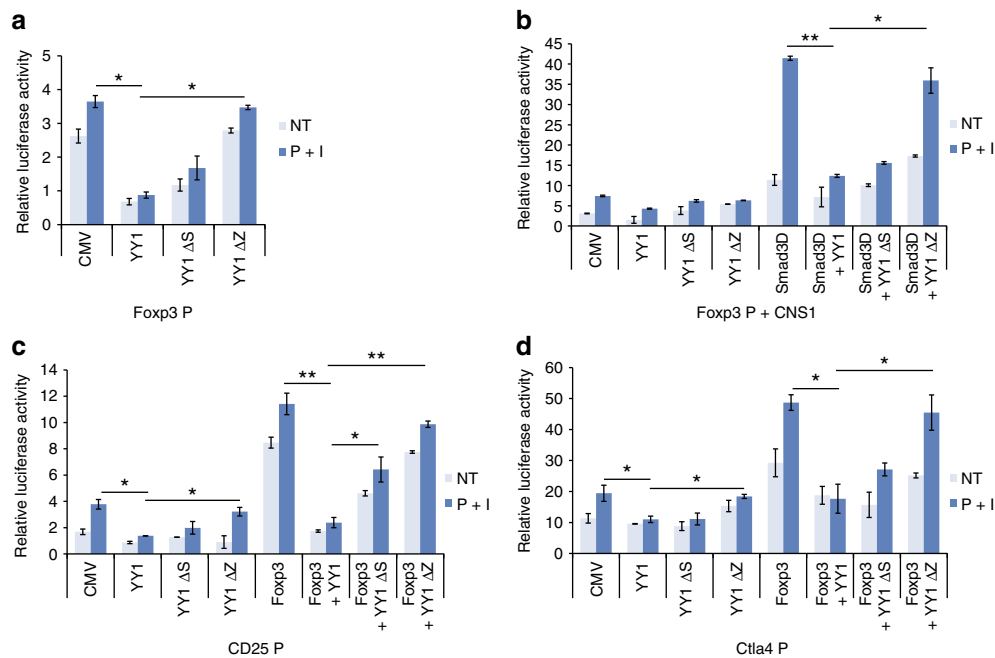 a
Relative luciferase activity
5
4
3
2
1
0
*
*
NT
P + I
CMV
YY1
YY1 ΔS
YY1 ΔZ
Foxp3 P
b
Relative luciferase activity
45
40
35
30
25
20
15
10
5
0
**
*
NT
P + I
CMV
YY1
YY1 ΔS
YY1 ΔZ
Smad3D
Smad3D
+ YY1
Smad3D
+ YY1 ΔS
Smad3D
+ YY1 ΔZ
Foxp3 P + CNS1
c
Relative luciferase activity
14
12
10
8
6
4
2
0
*
*
**
**
*
NT
P + I
CMV
YY1
YY1 ΔS
YY1 ΔZ
Foxp3
Foxp3
+ YY1
Foxp3
+ YY1 ΔS
Foxp3
+ YY1 ΔZ
CD25 P
d
Relative luciferase activity
60
50
40
30
20
10
0
*
*
*
*
NT
P + I
CMV
YY1
YY1 ΔS
YY1 ΔZ
Foxp3
Foxp3
+ YY1
Foxp3
+ YY1 ΔS
Foxp3
+ YY1 ΔZ
Ctla4 P